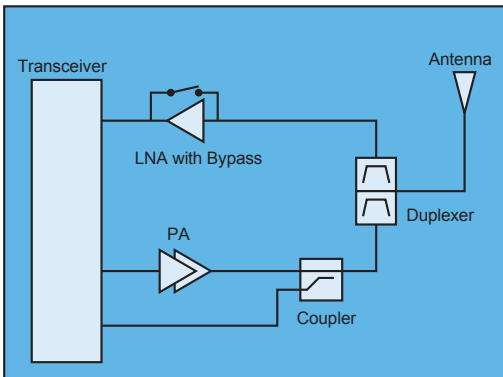 Transceiver
Antenna
LNA with Bypass
Duplexer
PA
Coupler